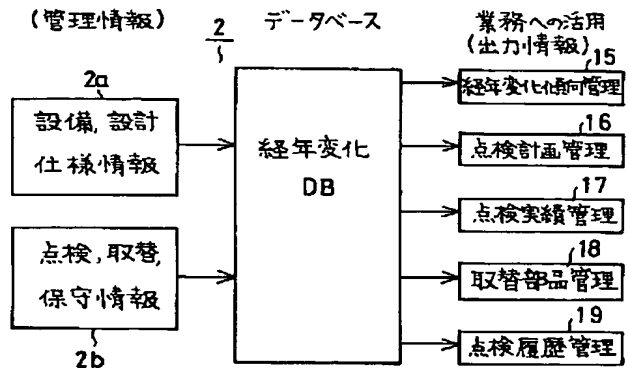 (管理情報)
データベース
業務への活用
(出力情報)
2
2a
設備,設計
仕様情報
点検,取替,
保守情報
2b
経年変化
DB
15
経年変化傾向管理
16
点検計画管理
17
点検実績管理
18
取替部品管理
19
点検履歴管理